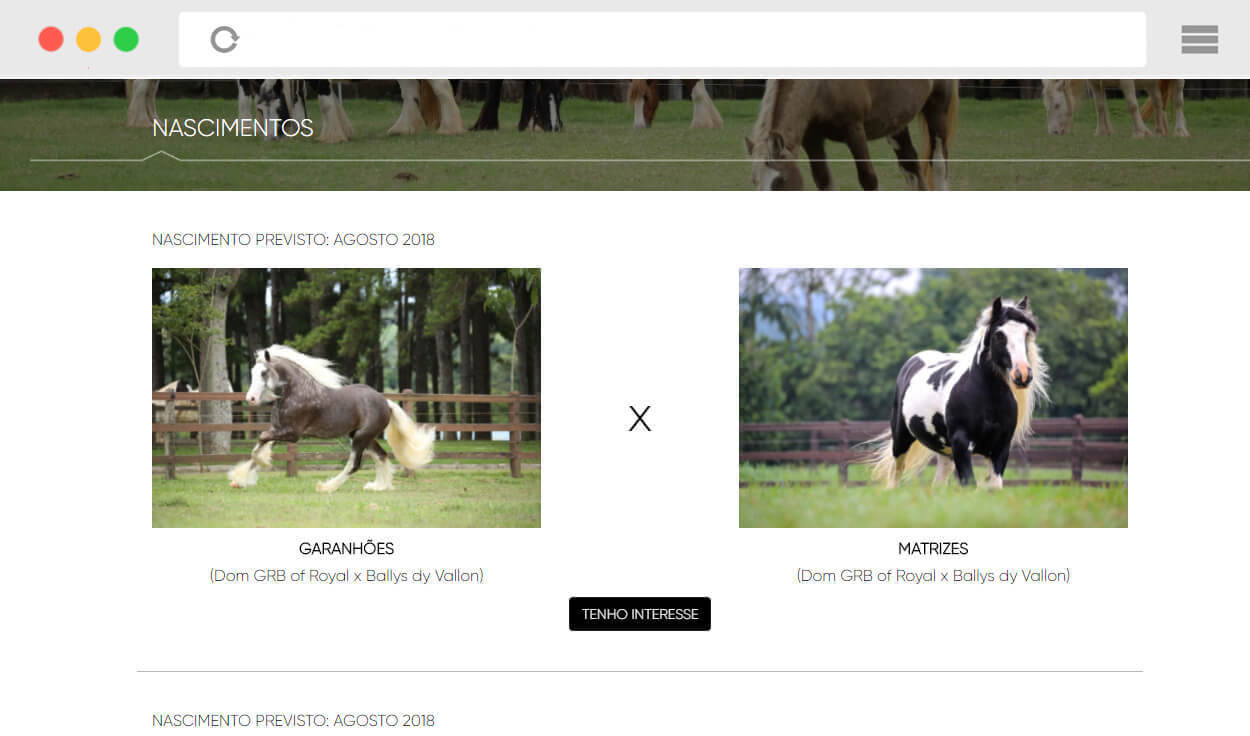 NASCIMENTOS
NASCIMENTO PREVISTO: AGOSTO 2018
X
GARANHÕES
MATRIZES
(Dom GRB of Royal x Ballys dy Vallon)
(Dom GRB of Royal x Ballys dy Vallon)
TENHO INTERESSE
NASCIMENTO PREVISTO: AGOSTO 2018